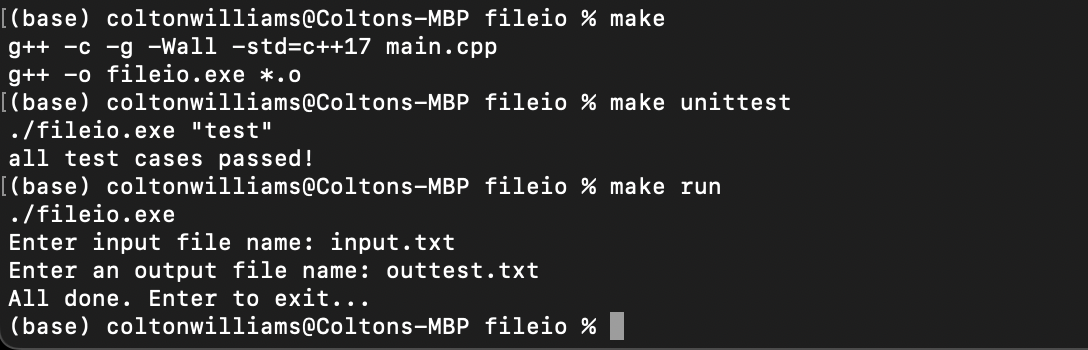 [(base) coltonwilliams@Coltons-MBP fileio % make
g++ -c -g -Wall -std=c++17 main.cpp
g++ -o fileio.exe *.o
[(base) coltonwilliams@Coltons-MBP fileio % make unittest
./fileio.exe "test"
all test cases passed!
[(base) coltonwilliams@Coltons-MBP fileio % make run
./fileio.exe
Enter input file name: input.txt
Enter an output file name: outtest.txt
All done. Enter to exit...
(base) coltonwilliams@Coltons-MBP fileio %